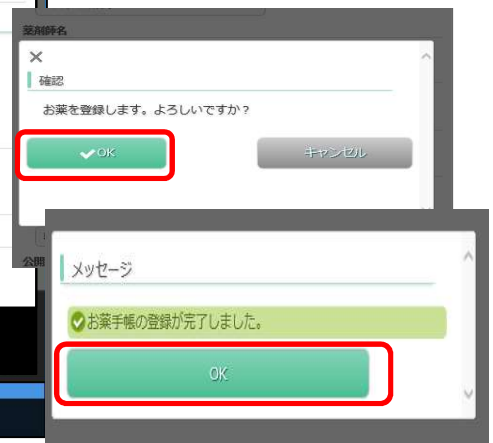 薬剤師名
×
確認
お薬を登録します。よろしいですか?
OK
キャンセル
公開
メッセージ
お薬手帳の登録が完了しました。
OK